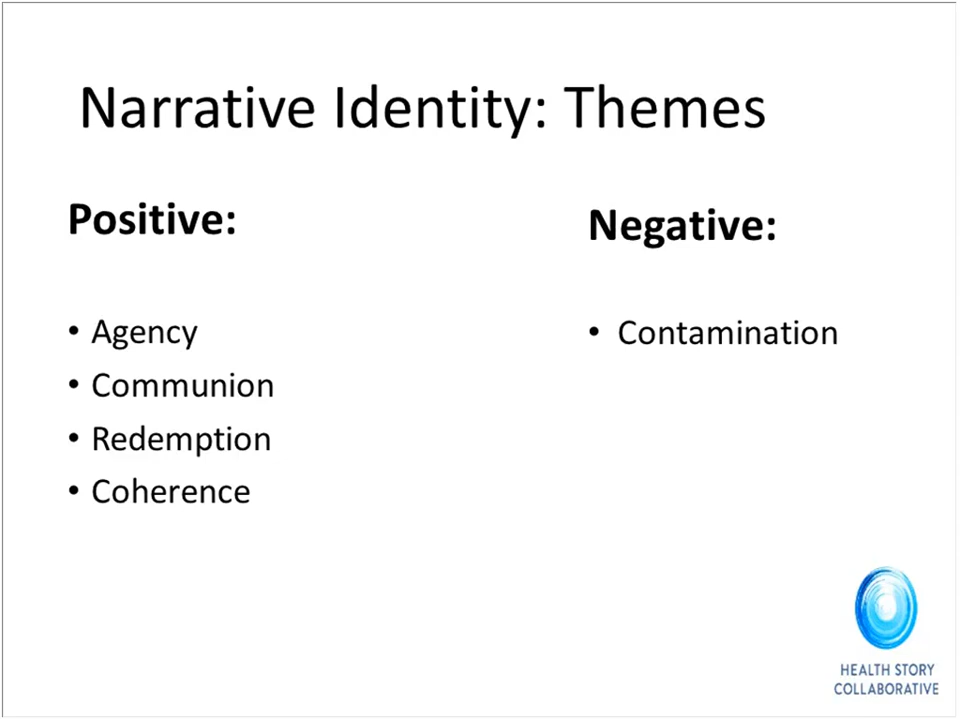 Narrative Identity: Themes
Positive:
• Agency
• Communion
• Redemption
• Coherence
Negative:
• Contamination
HEALTH STORY
COLLABORATIVE